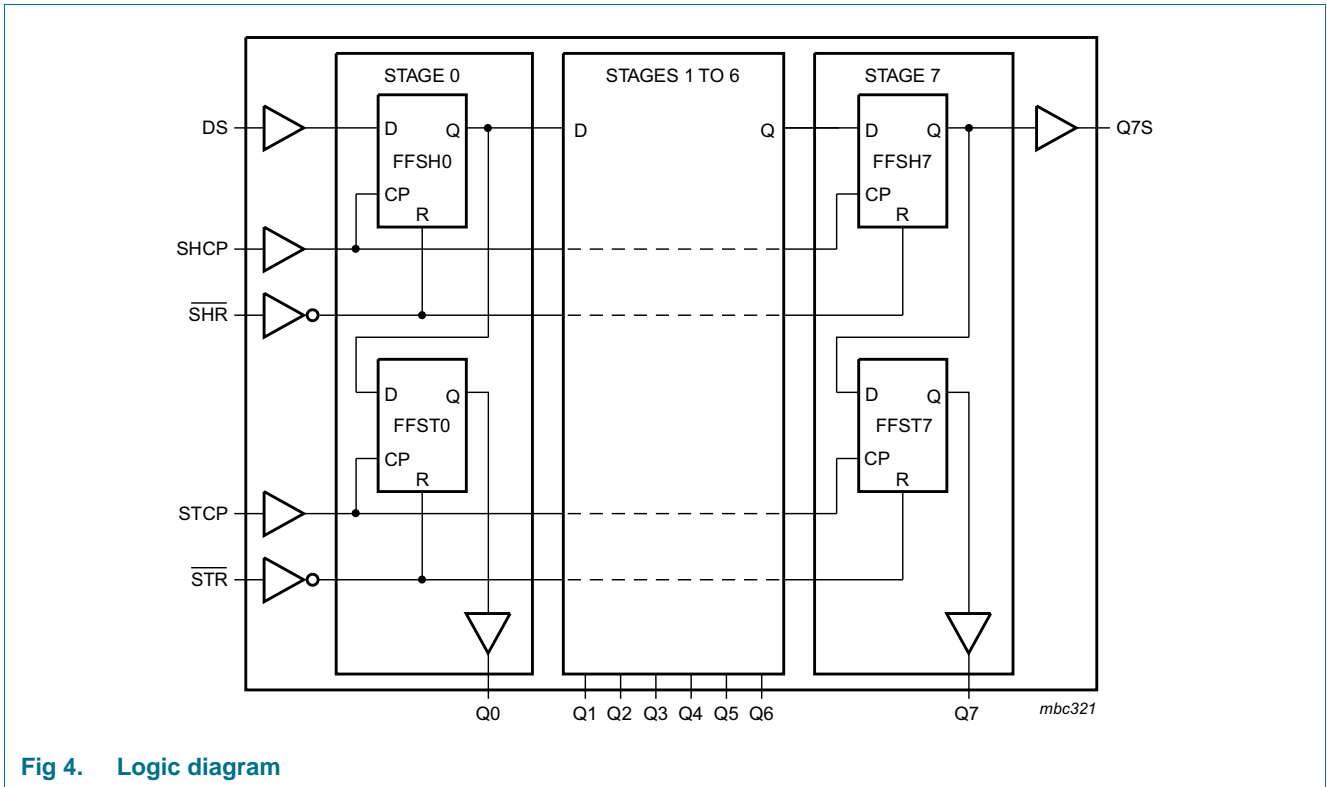 STAGE 0
STAGES 1 TO 6
STAGE 7
DS
D
Q
FFSH0
CP
R
D
Q
D
Q
FFSH7
CP
R
Q7S
SHCP
SHR
D
Q
FFST0
CP
R
D
Q
FFST7
CP
R
STCP
STR
Q0
Q1 Q2 Q3 Q4 Q5 Q6
Q7
mbc321
Fig 4. Logic diagram